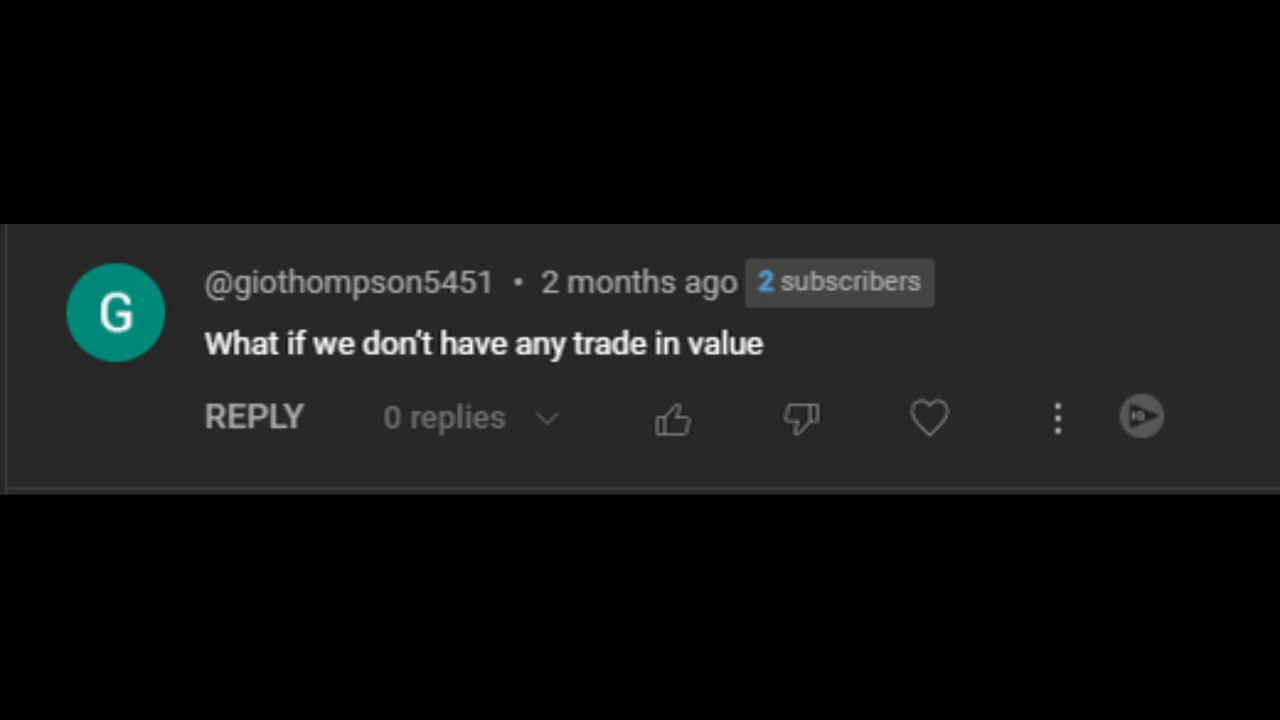 G
@giothompson5451 • 2 months ago 2 subscribers
What if we don’t have any trade in value
REPLY 0 replies